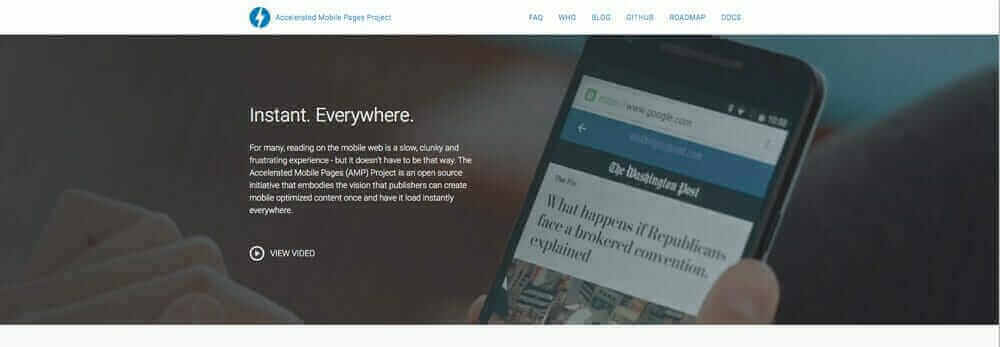 Accelerated Mobile Pages Project
FAQ WHO BLOG GITHUB ROADMAP DOCS
Instant. Everywhere.
For many, reading on the mobile web is a slow, clunky and
frustrating experience - but it doesn't have to be that way. The
Accelerated Mobile Pages (AMP) Project is an open source
initiative that embodies the vision that publishers can create
mobile optimized content once and have it load instantly
everywhere.
VIEW VIDEO
https://www.google.com
The Washington Post
The Fix
What happens if Republicans
face a brokered convention,
explained